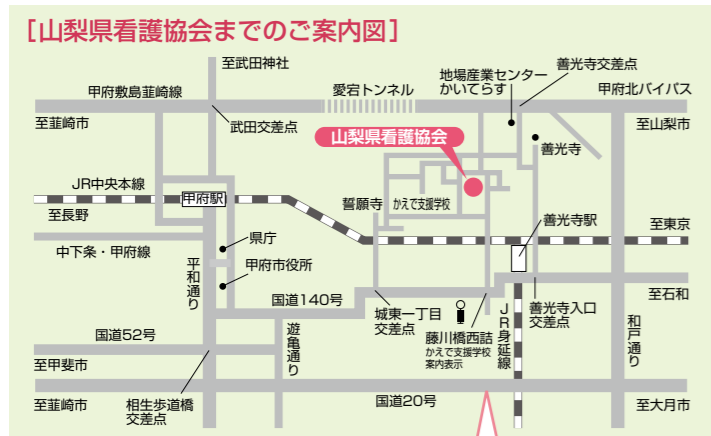 ［山梨県看護協会までのご案内図］
至武田神社
甲府敷島韮崎線
愛宕トンネル
地場産業センター
かいてらす
善光寺交差点
甲府北バイパス
至韮崎市
武田交差点
山梨県看護協会
善光寺
至山梨市
JR中央本線
甲府駅
誓願寺
かえで支援学校
至長野
善光寺駅
至東京
県庁
中下条・甲府線
平和通り
甲府市役所
国道140号
城東一丁目
交差点
藤川橋西詰
かえで支援学校
案内表示
JR身延線
善光寺入口
交差点
至石和
和戸通り
国道52号
遊亀通り
至甲斐市
国道20号
至韮崎市
相生歩道橋
交差点
至大月市